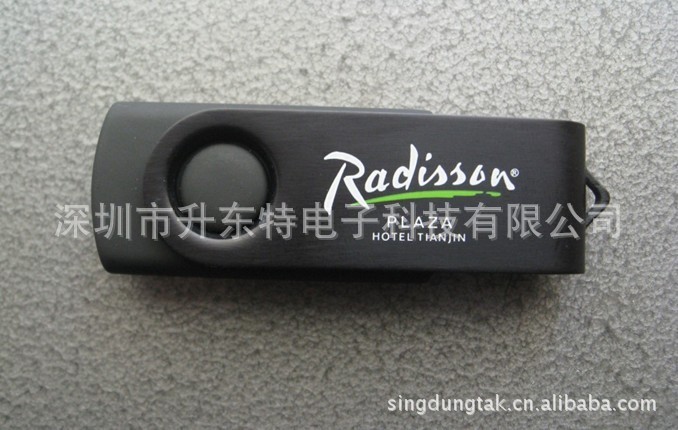 Radisson®
PLAZA
HOTEL TIANJIN
深圳市升东特电子科技有限公司
singdungtak.cn.alibaba.com